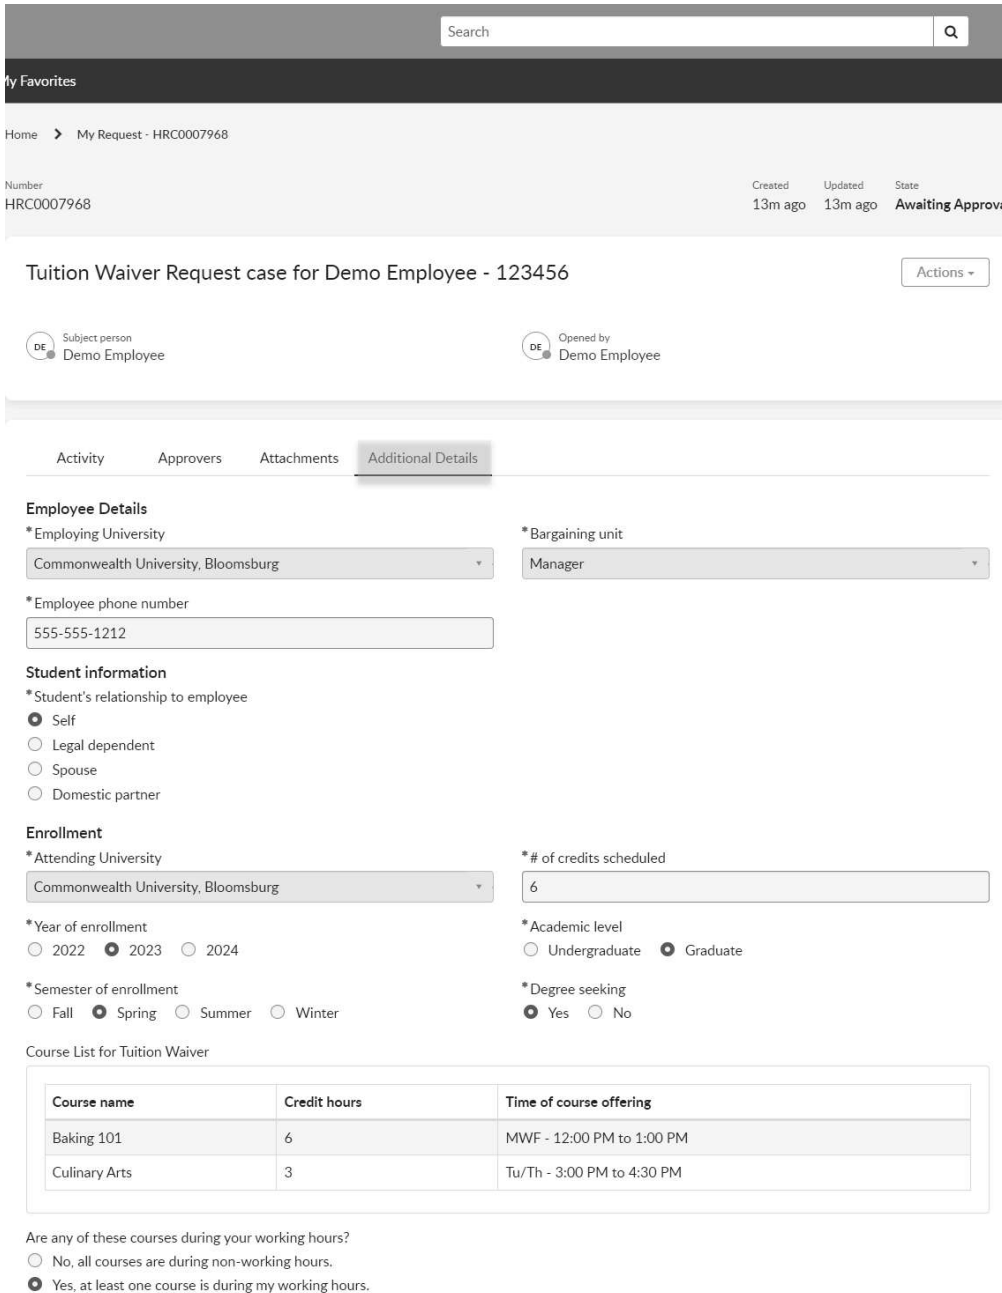 Search
My Favorites
Home > My Request - HRC0007968
Number Created Updated State
HRC0007968 13m ago 13m ago Awaiting Approva
Tuition Waiver Request case for Demo Employee - 123456 Actions
DE Subject person DE Opened by
Demo Employee Demo Employee
Activity Approvers Attachments Additional Details
Employee Details
*Employing University *Bargaining unit
Commonwealth University, Bloomsburg Manager
*Employee phone number
555-555-1212
Student information
*Student's relationship to employee
Self
Legal dependent
Spouse
Domestic partner
Enrollment
*Attending University *# of credits scheduled
Commonwealth University, Bloomsburg 6
*Year of enrollment *Academic level
2022 2023 2024 Undergraduate Graduate
*Semester of enrollment *Degree seeking
Fall Spring Summer Winter Yes No
Course List for Tuition Waiver
Course name Credit hours Time of course offering
Baking 101 6 MWF - 12:00 PM to 1:00 PM
Culinary Arts 3 Tu/Th - 3:00 PM to 4:30 PM
Are any of these courses during your working hours?
No, all courses are during non-working hours.
Yes, at least one course is during my working hours.